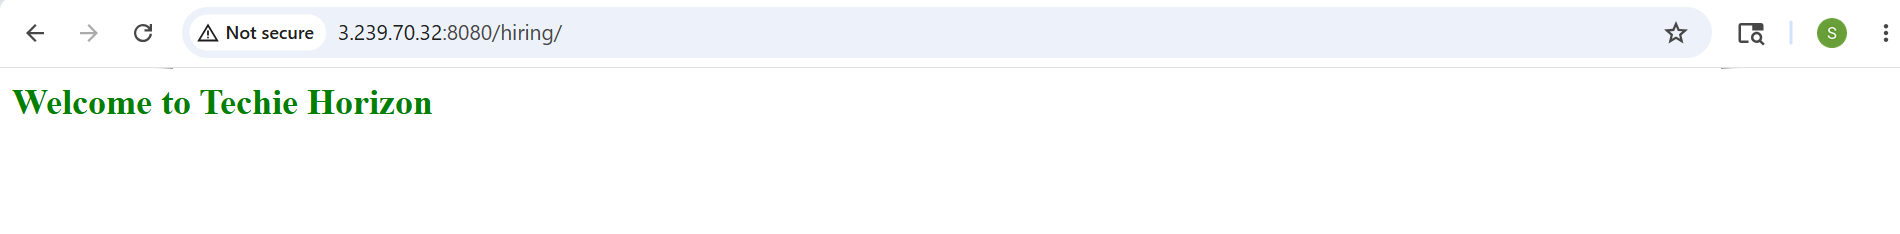 Not secure 3.239.70.32:8080/hiring/ S
Welcome to Techie Horizon